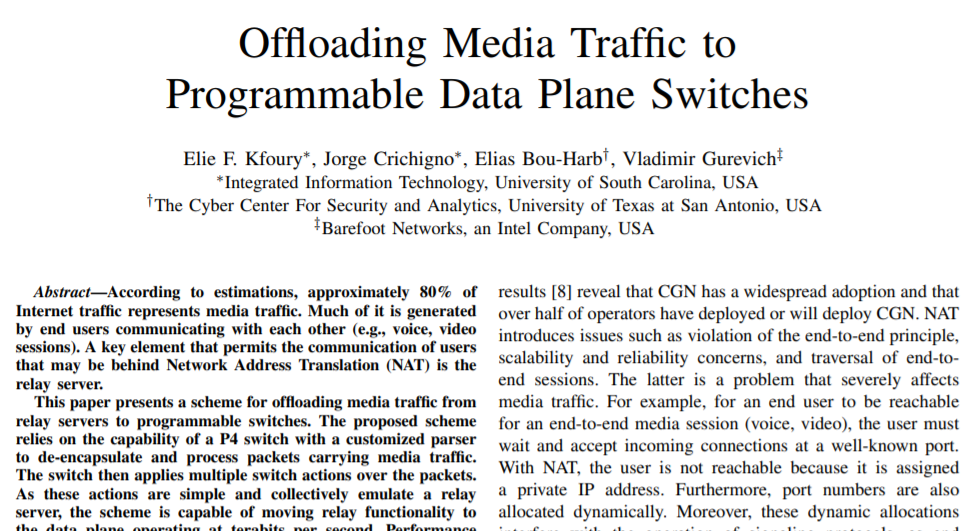 Offloading Media Traffic to
Programmable Data Plane Switches
Elie F. Kfoury*, Jorge Crichigno*, Elias Bou-Harb†, Vladimir Gurevich‡
*Integrated Information Technology, University of South Carolina, USA
†The Cyber Center For Security and Analytics, University of Texas at San Antonio, USA
‡Barefoot Networks, an Intel Company, USA
Abstract—According to estimations, approximately 80% of
Internet traffic represents media traffic. Much of it is generated
by end users communicating with each other (e.g., voice, video
sessions). A key element that permits the communication of users
that may be behind Network Address Translation (NAT) is the
relay server.
This paper presents a scheme for offloading media traffic from
relay servers to programmable switches. The proposed scheme
relies on the capability of a P4 switch with a customized parser
to de-encapsulate and process packets carrying media traffic.
The switch then applies multiple switch actions over the packets.
As these actions are simple and collectively emulate a relay
server, the scheme is capable of moving relay functionality to
the data plane operating at terabits per second. Performance
results [8] reveal that CGN has a widespread adoption and that
over half of operators have deployed or will deploy CGN. NAT
introduces issues such as violation of the end-to-end principle,
scalability and reliability concerns, and traversal of end-to-
end sessions. The latter is a problem that severely affects
media traffic. For example, for an end user to be reachable
for an end-to-end media session (voice, video), the user must
wait and accept incoming connections at a well-known port.
With NAT, the user is not reachable because it is assigned
a private IP address. Furthermore, port numbers are also
allocated dynamically. Moreover, these dynamic allocations